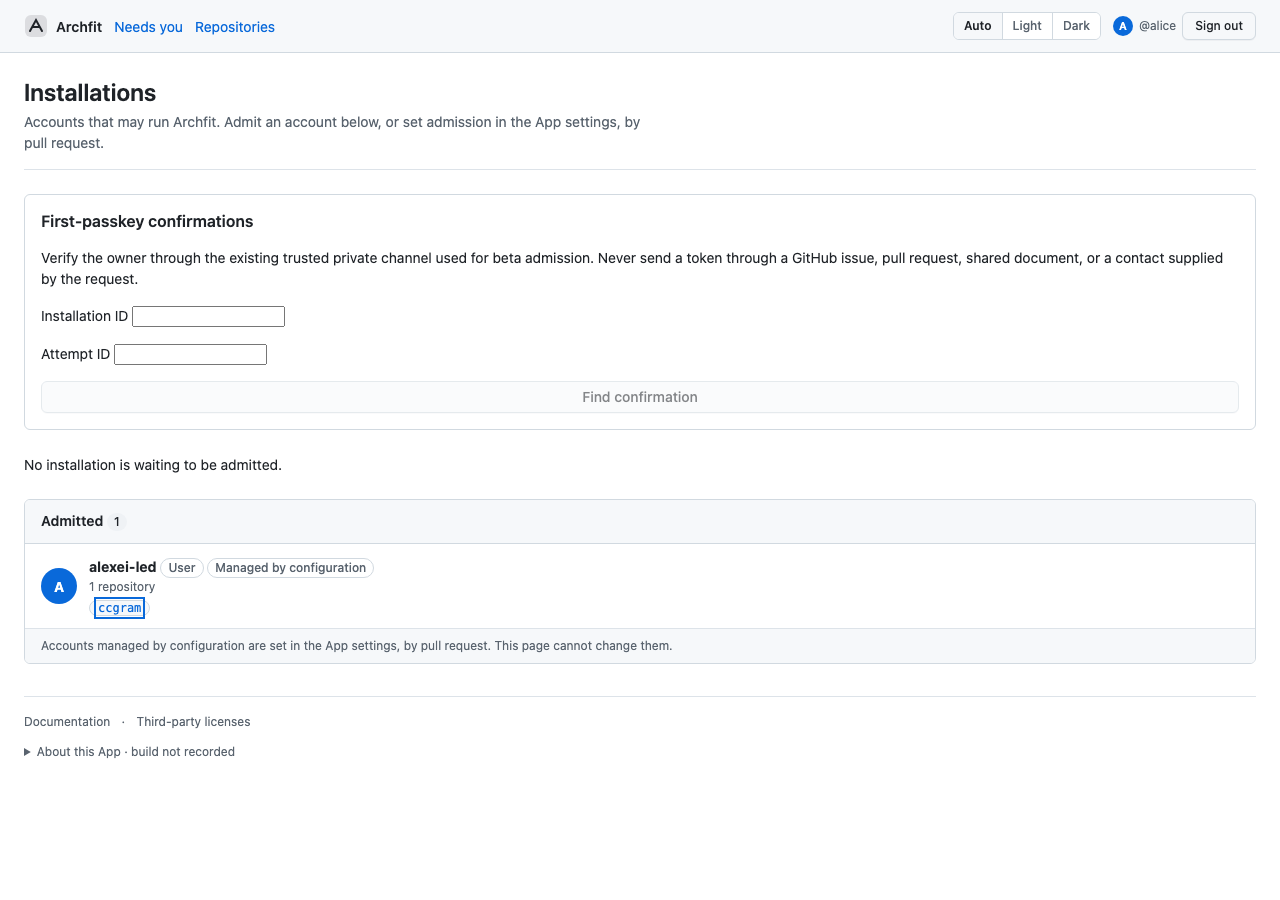 Archfit Needs you Repositories Auto Light Dark A @alice Sign out
Installations
Accounts that may run Archfit. Admit an account below, or set admission in the App settings, by
pull request.
First-passkey confirmations
Verify the owner through the existing trusted private channel used for beta admission. Never send a token through a GitHub issue, pull request, shared document, or a contact supplied
by the request.
Installation ID
Attempt ID
Find confirmation
No installation is waiting to be admitted.
Admitted 1
A
alexei-led User Managed by configuration
1 repository
ccgram
Accounts managed by configuration are set in the App settings, by pull request. This page cannot change them.
Documentation · Third-party licenses
About this App · build not recorded